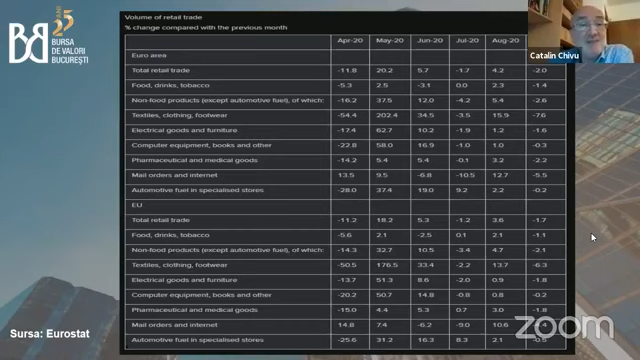 25 ANI
BURSA
DE VALORI
BUCUREȘTI
Catalin Chivu
Volume of retail trade
% change compared with the previous month
Apr-20 May-20 Jun-20 Jul-20 Aug-20
Euro area
Total retail trade -11.8 20.2 5.7 -1.7 4.2 -2.0
Food, drinks, tobacco -5.3 2.5 -3.1 0.0 2.3 -1.4
Non-food products (except automotive fuel), of which: -16.2 37.5 12.0 -4.2 5.4 -2.6
Textiles, clothing, footwear -54.4 202.4 34.5 -3.5 15.9 -7.6
Electrical goods and furniture -17.4 62.7 10.2 -1.9 1.2 -1.6
Computer equipment, books and other -22.8 58.0 16.9 -1.0 1.0 -0.3
Pharmaceutical and medical goods -14.2 5.4 5.4 -0.1 3.2 -2.2
Mail orders and internet 13.5 9.5 -6.8 -10.5 12.7 -5.5
Automotive fuel in specialised stores -28.0 37.4 19.0 9.2 2.2 -0.2
EU
Total retail trade -11.2 18.2 5.3 -1.2 3.6 -1.7
Food, drinks, tobacco -5.6 2.1 -2.5 0.1 2.1 -1.1
Non-food products (except automotive fuel), of which: -14.3 32.7 10.5 -3.4 4.7 -2.1
Textiles, clothing, footwear -50.5 176.5 33.4 -2.2 13.7 -6.3
Electrical goods and furniture -13.7 51.3 8.6 -2.0 0.9 -1.8
Computer equipment, books and other -20.2 50.7 14.8 -0.8 0.8 -0.2
Pharmaceutical and medical goods -15.0 4.4 5.3 0.7 3.0 -1.8
Mail orders and internet 14.8 7.4 -6.2 -9.0 10.6
Automotive fuel in specialised stores -25.6 31.2 16.3 8.3 2.1
Sursa: Eurostat
LIVE
zoom